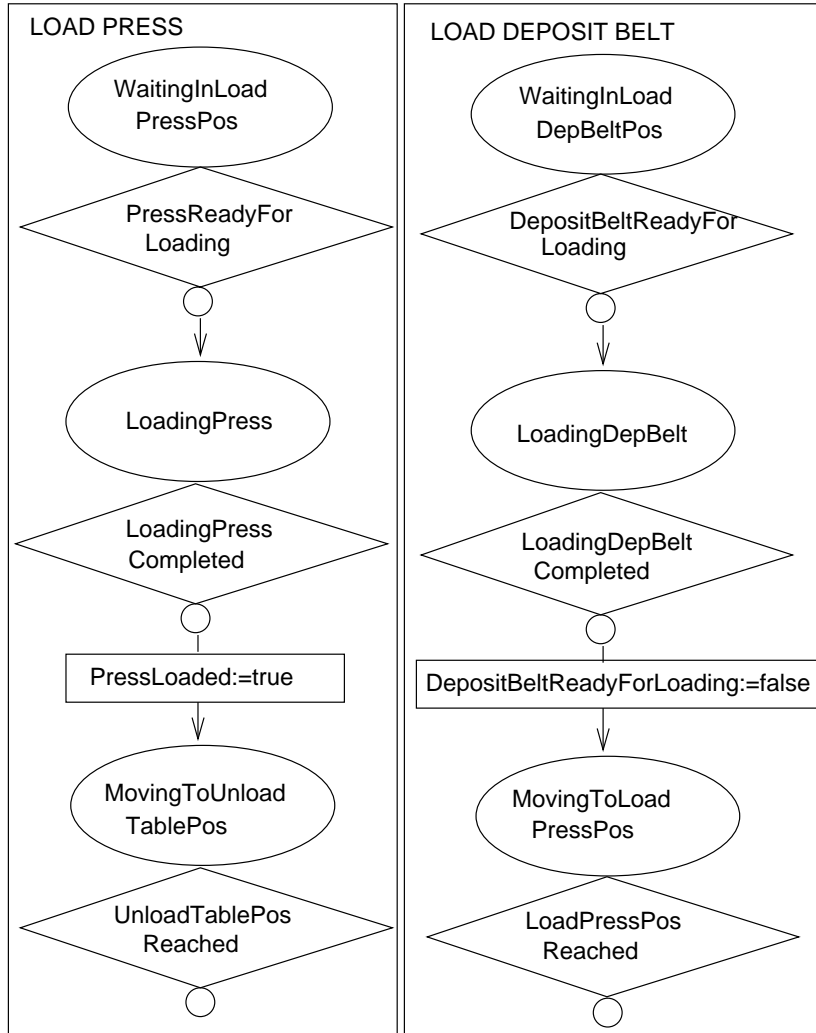 LOAD PRESS
WaitingInLoad
PressPos
PressReadyFor
Loading
LoadingPress
LoadingPress
Completed
PressLoaded:=true
MovingToUnload
TablePos
UnloadTablePos
Reached
LOAD DEPOSIT BELT
WaitingInLoad
DepBeltPos
DepositBeltReadyFor
Loading
LoadingDepBelt
LoadingDepBelt
Completed
DepositBeltReadyForLoading:=false
MovingToLoad
PressPos
LoadPressPos
Reached